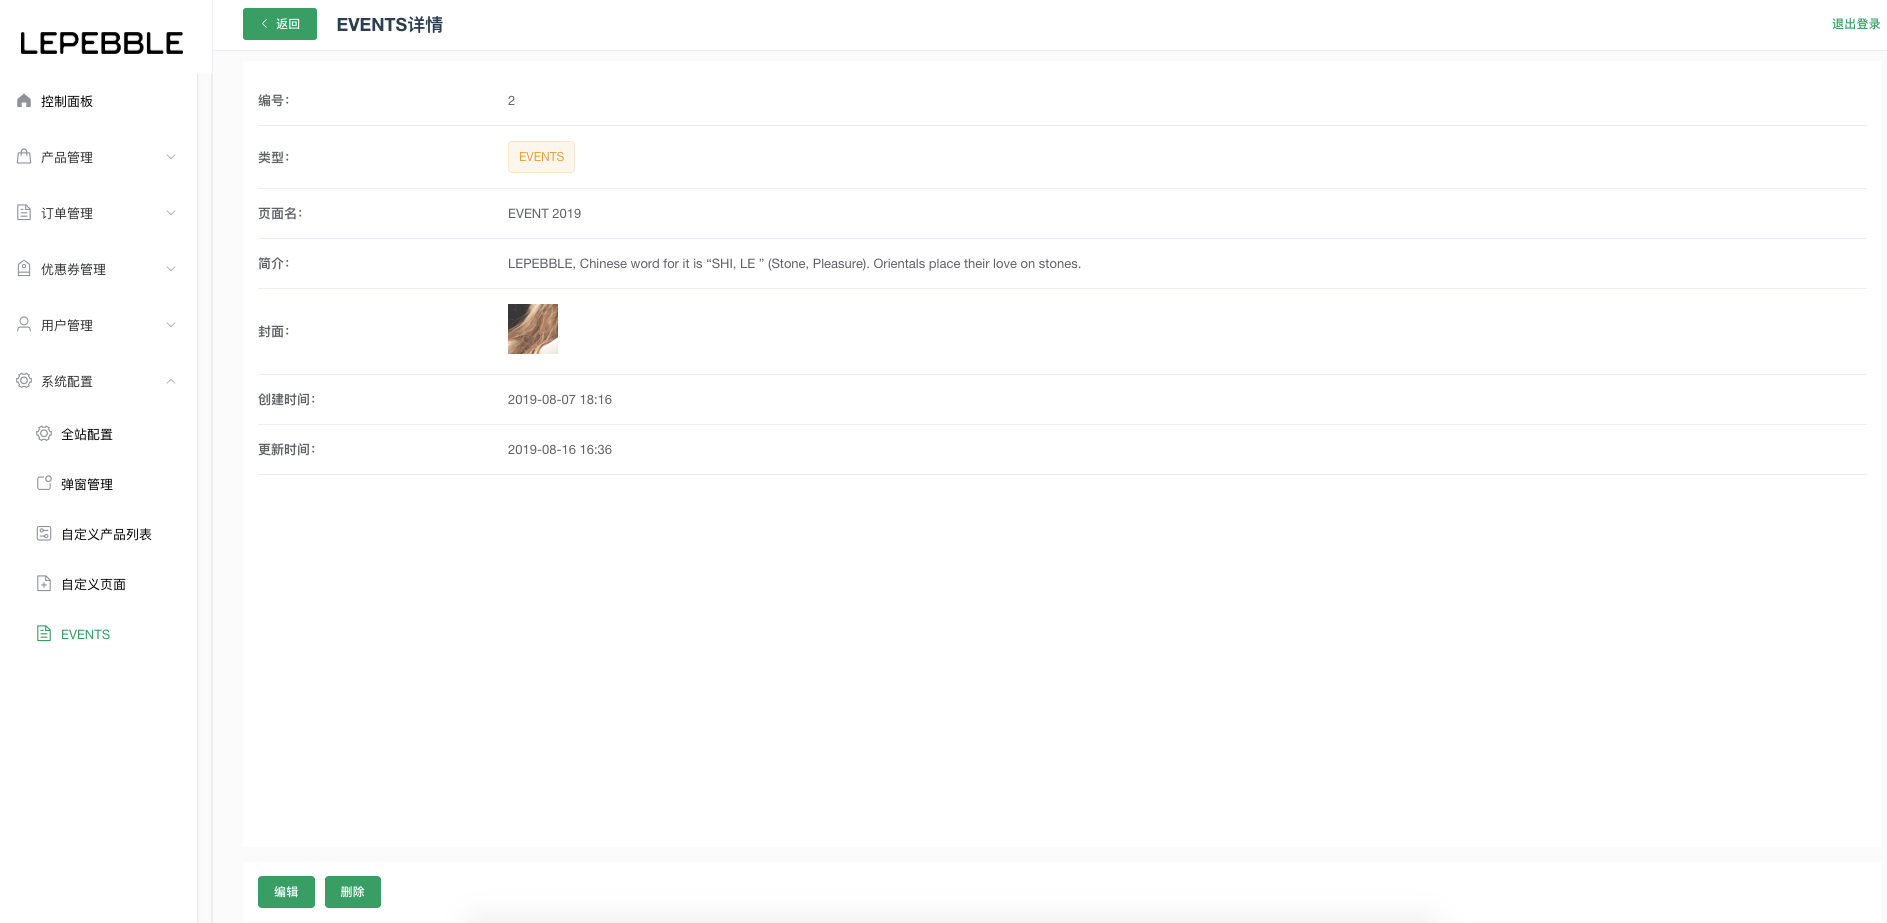 LEPEBBLE
控制面板
产品管理
订单管理
优惠券管理
用户管理
系统配置
全站配置
弹窗管理
自定义产品列表
自定义页面
EVENTS
返回
EVENTS详情
退出登录
编号：
2
类型：
EVENTS
页面名：
EVENT 2019
简介：
LEPEBBLE, Chinese word for it is “SHI, LE ” (Stone, Pleasure). Orientals place their love on stones.
封面：
创建时间：
2019-08-07 18:16
更新时间：
2019-08-16 16:36
编辑
删除